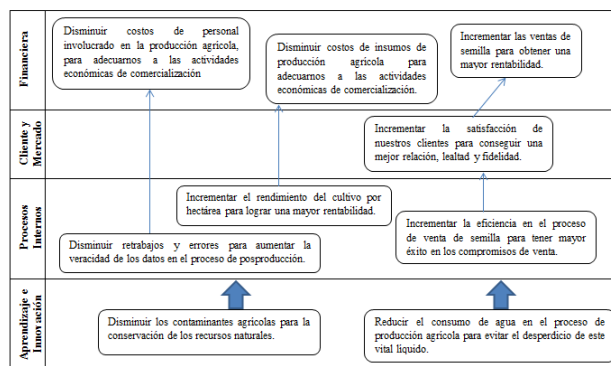 Financiera
Disminuir costos de personal
involucrado en la producción agrícola,
para adecuarnos a las actividades
económicas de comercialización
Disminuir costos de insumos de
producción agrícola para
adecuarnos a las actividades
económicas de comercialización.
Incrementar las ventas de
semilla para obtener una
mayor rentabilidad.
Cliente y
Mercado
Incrementar la satisfacción de
nuestros clientes para conseguir una
mejor relación, lealtad y fidelidad.
Procesos
Internos
Incrementar el rendimiento del cultivo por
hectárea para lograr una mayor rentabilidad.
Disminuir retrabajos y errores para aumentar la
veracidad de los datos en el proceso de posproducción.
Incrementar la eficiencia en el proceso
de venta de semilla para tener mayor
éxito en los compromisos de venta.
Aprendizaje e
Innovación
Disminuir los contaminantes agrícolas para la
conservación de los recursos naturales.
Reducir el consumo de agua en el proceso de
producción agrícola para evitar el desperdicio de este
vital líquido.